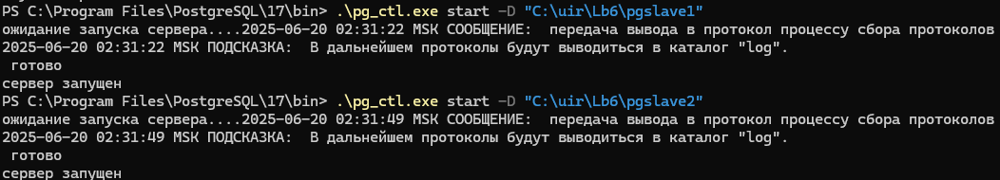 PS C:\Program Files\PostgreSQL\17\bin> .\pg_ctl.exe start -D "C:\uir\Lb6\pgslave1"
ожидание запуска сервера....2025-06-20 02:31:22 MSK СООБЩЕНИЕ:  передача вывода в протокол процессу сбора протоколов
2025-06-20 02:31:22 MSK ПОДСКАЗКА:  В дальнейшем протоколы будут выводиться в каталог "log".
 готово
сервер запущен
PS C:\Program Files\PostgreSQL\17\bin> .\pg_ctl.exe start -D "C:\uir\Lb6\pgslave2"
ожидание запуска сервера....2025-06-20 02:31:49 MSK СООБЩЕНИЕ:  передача вывода в протокол процессу сбора протоколов
2025-06-20 02:31:49 MSK ПОДСКАЗКА:  В дальнейшем протоколы будут выводиться в каталог "log".
 готово
сервер запущен